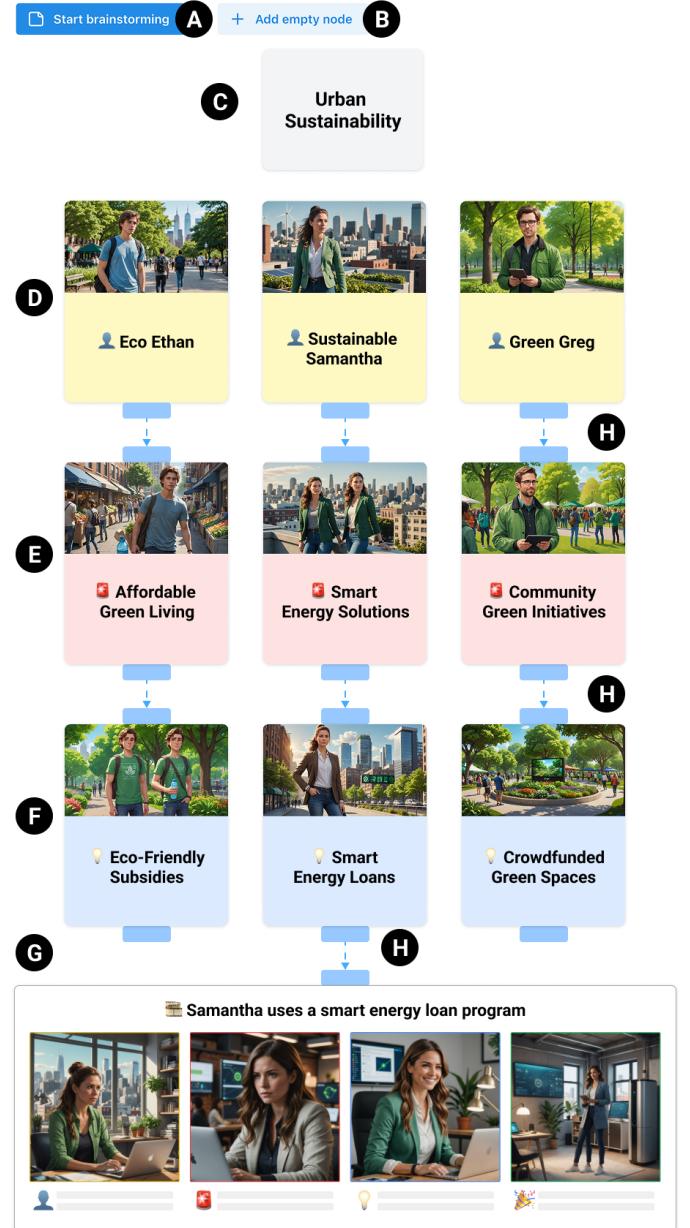 Start brainstorming
A
Add empty node
B
C
Urban
Sustainability
D
Eco Ethan
Sustainable
Samantha
Green Greg
H
E
Affordable
Green Living
Smart
Energy Solutions
Community
Green Initiatives
H
F
Eco-Friendly
Subsidies
Smart
Energy Loans
Crowdfunded
Green Spaces
G
H
Samantha uses a smart energy loan program